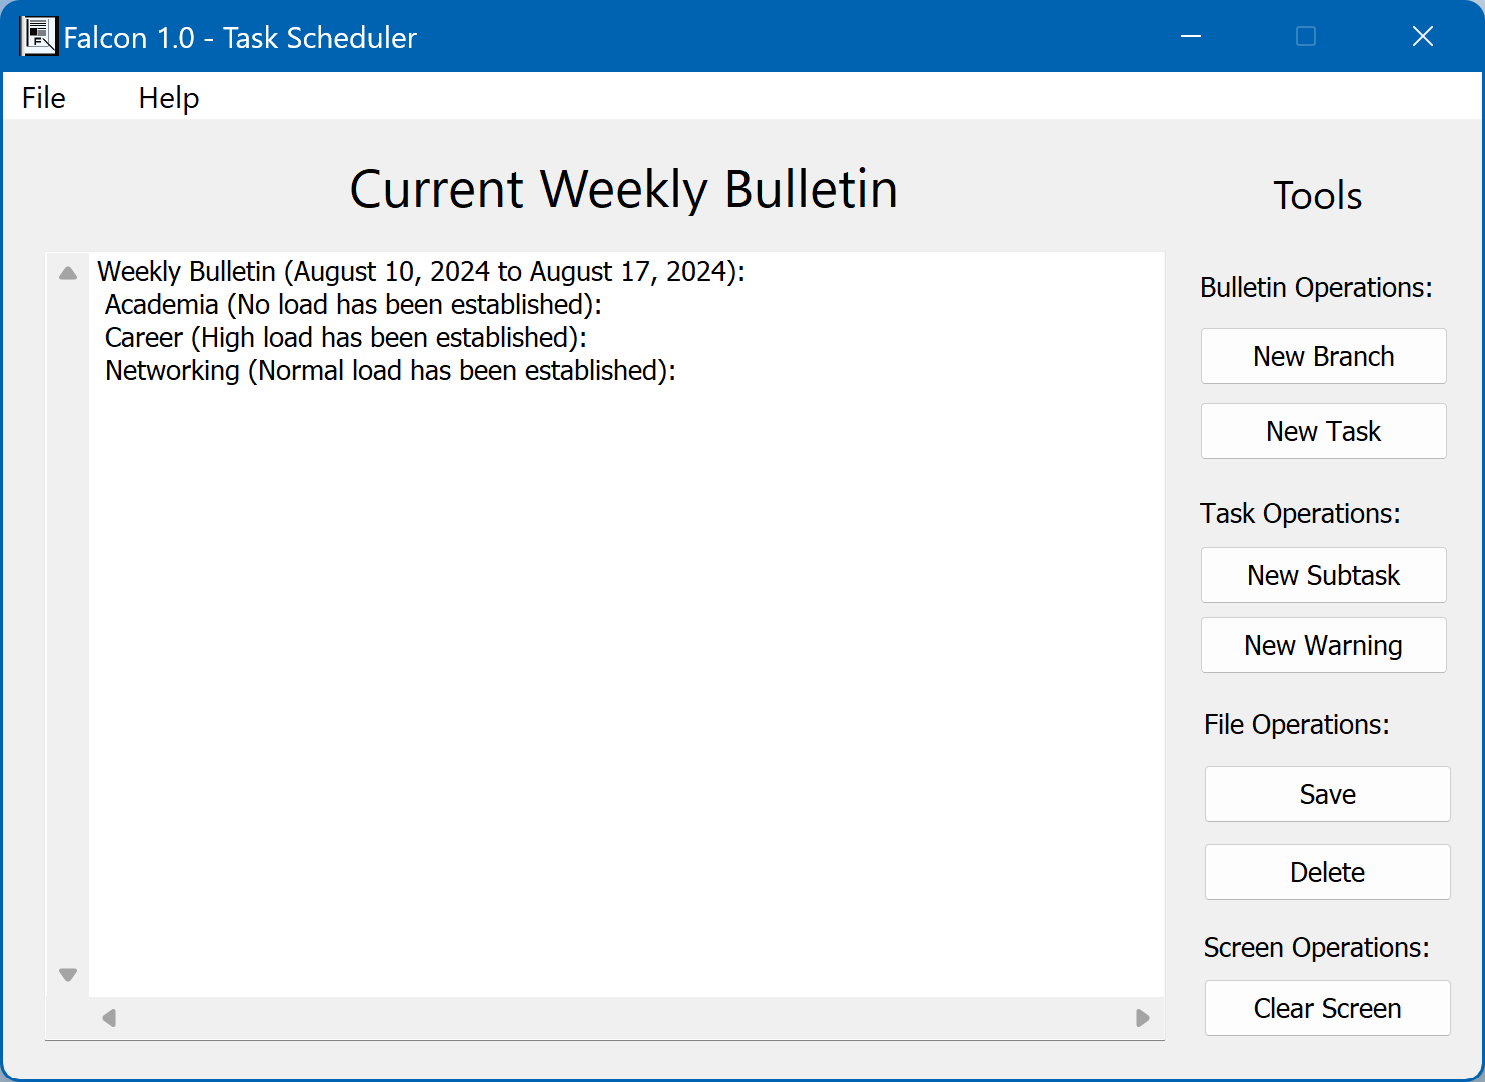 Falcon 1.0 - Task Scheduler
File Help
Current Weekly Bulletin
Weekly Bulletin (August 10, 2024 to August 17, 2024):
Academia (No load has been established):
Career (High load has been established):
Networking (Normal load has been established):
Tools
Bulletin Operations:
New Branch
New Task
Task Operations:
New Subtask
New Warning
File Operations:
Save
Delete
Screen Operations:
Clear Screen